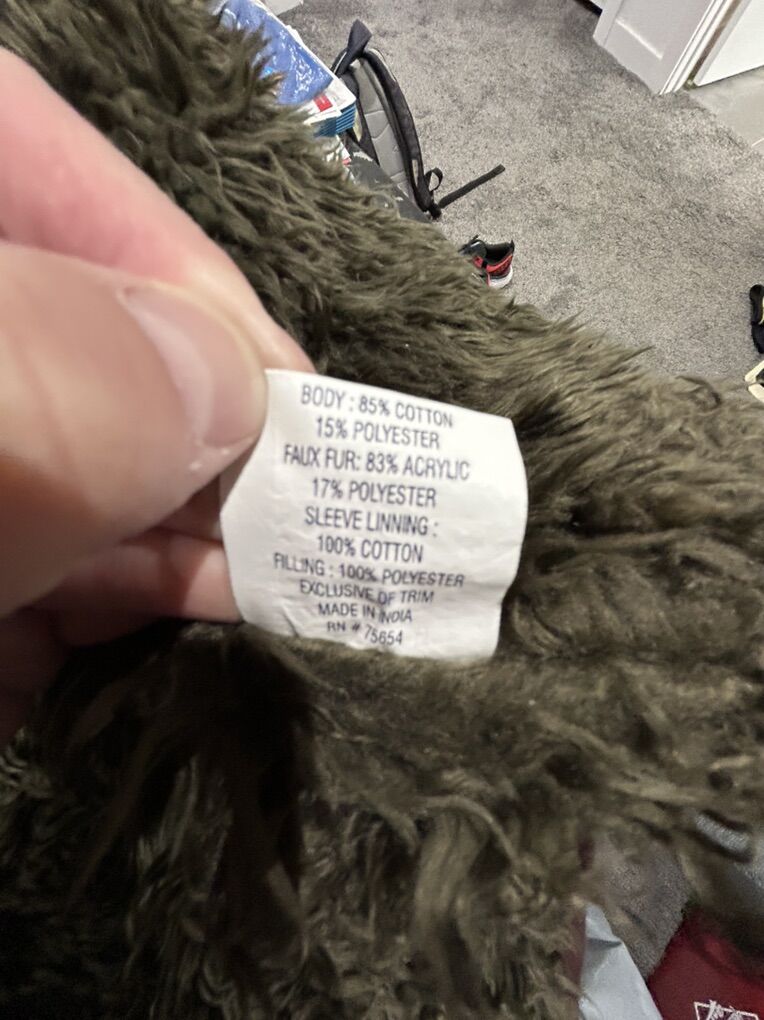 BODY : 85% COTTON
15% POLYESTER
FAUX FUR: 83% ACRYLIC
17% POLYESTER
SLEEVE LINNING :
100% COTTON
FILLING : 100% POLYESTER
EXCLUSIVE OF TRIM
MADE IN INDIA
RN # 75654